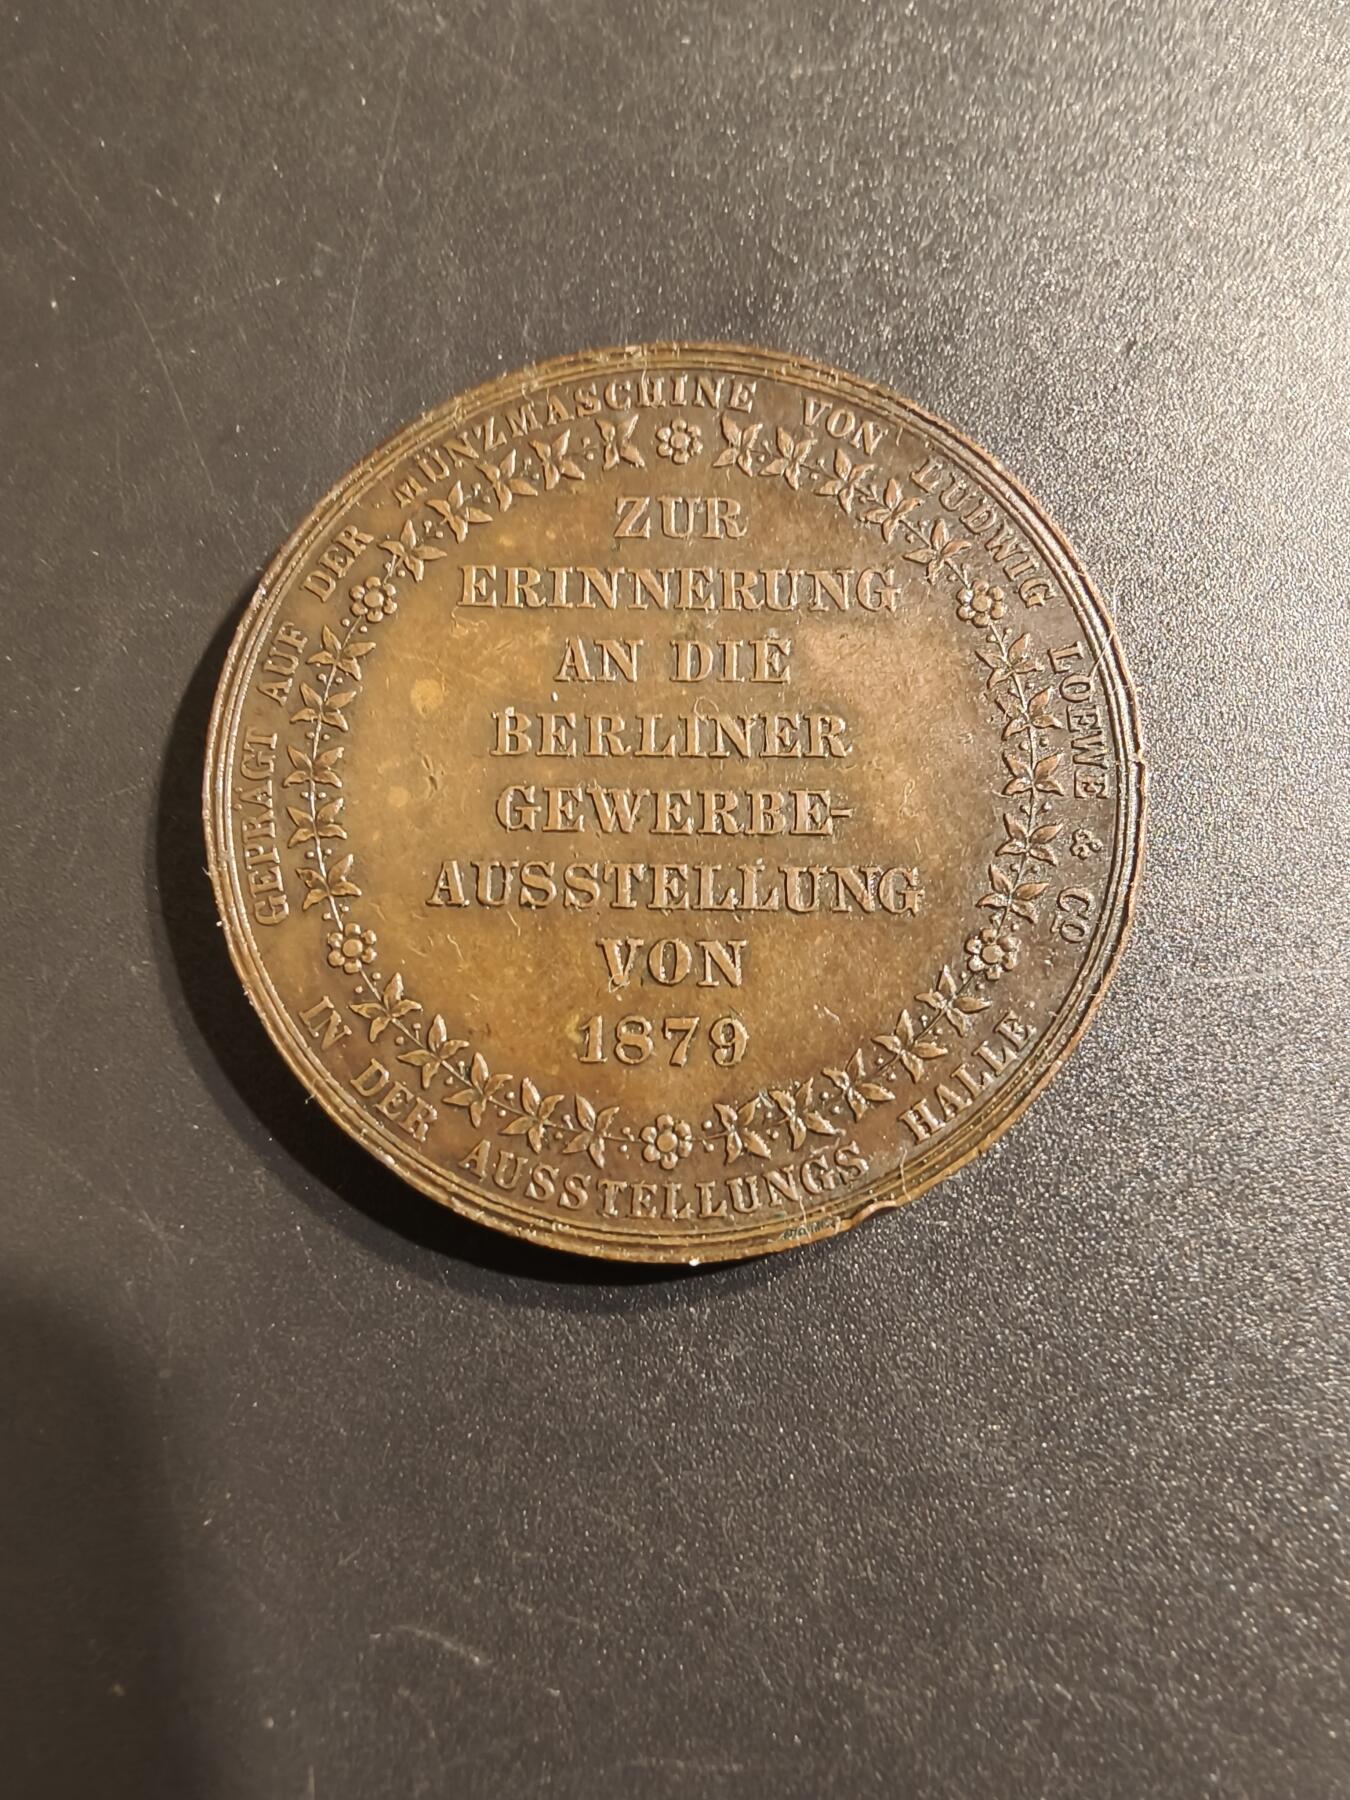 GEPRÄGT AUF DER MÜNZMASCHINE VON LUDWIG LOEWE & CO
IN DER AUSSTELLUNGS HALLE
ZUR
ERINNERUNG
AN DIE
BERLINER
GEWERBE-
AUSSTELLUNG
VON
1879